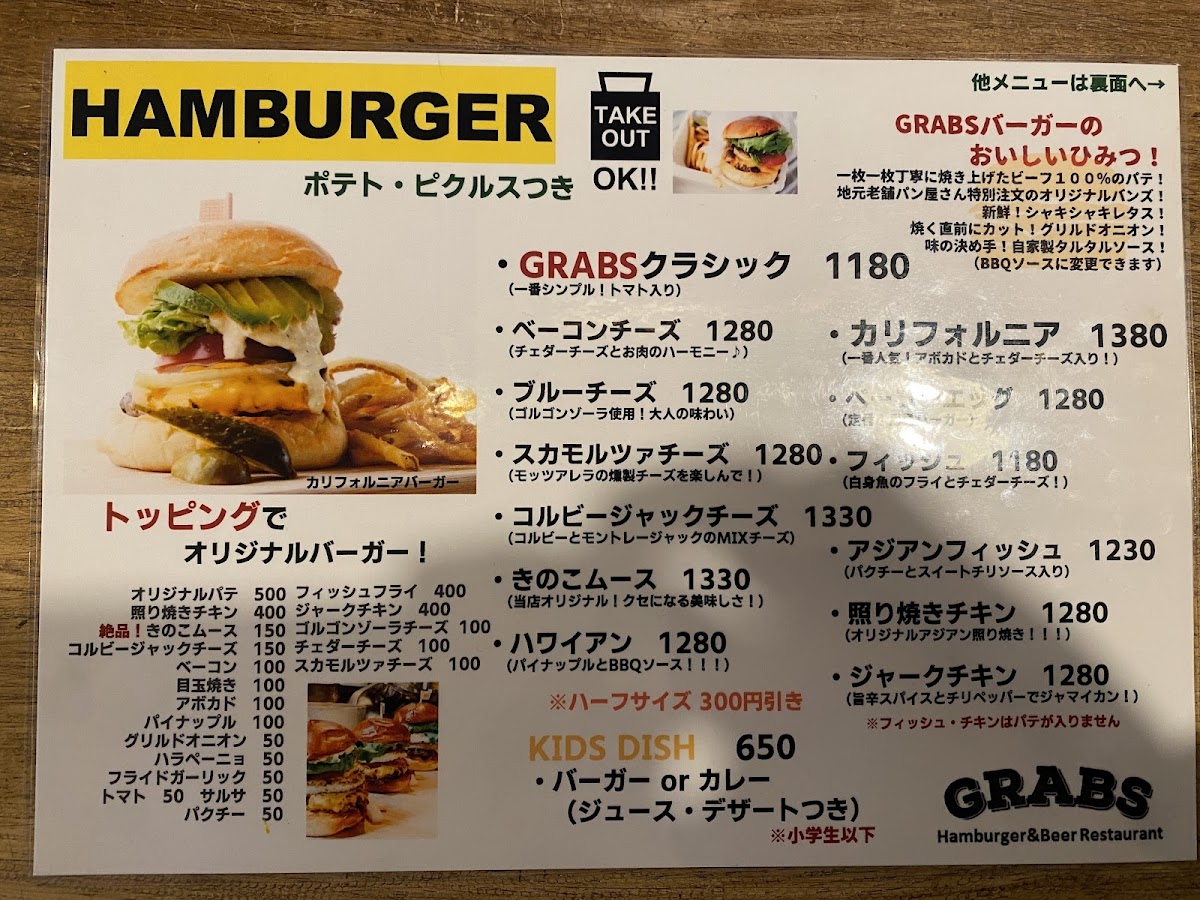 HAMBURGER
ポテト・ピクルスつき
TAKE
OUT
OK!!
他メニューは裏面へ→
GRABSバーガーの
おいしいひみつ！
一枚一枚丁寧に焼き上げたビーフ１００％のパテ！
地元老舗パン屋さん特別注文のオリジナルバンズ！
新鮮！シャキシャキレタス！
焼く直前にカット！グリルドオニオン！
味の決め手！自家製タルタルソース！
（BBQソースに変更できます）
カリフォルニアバーガー
・GRABSクラシック 1180
（一番シンプル！トマト入り）
・ベーコンチーズ 1280
（チェダーチーズとお肉のハーモニー♪）
・ブルーチーズ 1280
（ゴルゴンゾーラ使用！大人の味わい）
・スカモルツァチーズ 1280
（モッツアレラの燻製チーズを楽しんで！）
・コルビージャックチーズ 1330
（コルビーとモントレージャックのMIXチーズ）
・きのこムース 1330
（当店オリジナル！クセになる美味しさ！）
・ハワイアン 1280
（パイナップルとBBQソース！！！）
※ハーフサイズ 300円引き
・カリフォルニア 1380
（一番人気！アボカドとチェダーチーズ入り！）
・ベーコンエッグ 1280
・フィッシュ 1180
（白身魚のフライとチェダーチーズ！）
・アジアンフィッシュ 1230
（パクチーとスイートチリソース入り）
・照り焼きチキン 1280
（オリジナルアジアン照り焼き！！！）
・ジャークチキン 1280
（旨辛スパイスとチリペッパーでジャマイカン！）
※フィッシュ・チキンはパテが入りません
トッピングで
オリジナルバーガー！
オリジナルパテ 500 フィッシュフライ 400
照り焼きチキン 400 ジャークチキン 400
絶品！きのこムース 150 ゴルゴンゾーラチーズ 100
コルビージャックチーズ 150 チェダーチーズ 100
ベーコン 100 スカモルツァチーズ 100
目玉焼き 100
アボカド 100
パイナップル 100
グリルドオニオン 50
ハラペーニョ 50
フライドガーリック 50
トマト 50 サルサ 50
パクチー 50
KIDS DISH 650
・バーガー or カレー
（ジュース・デザートつき）
※小学生以下
GRABS
Hamburger&Beer Restaurant